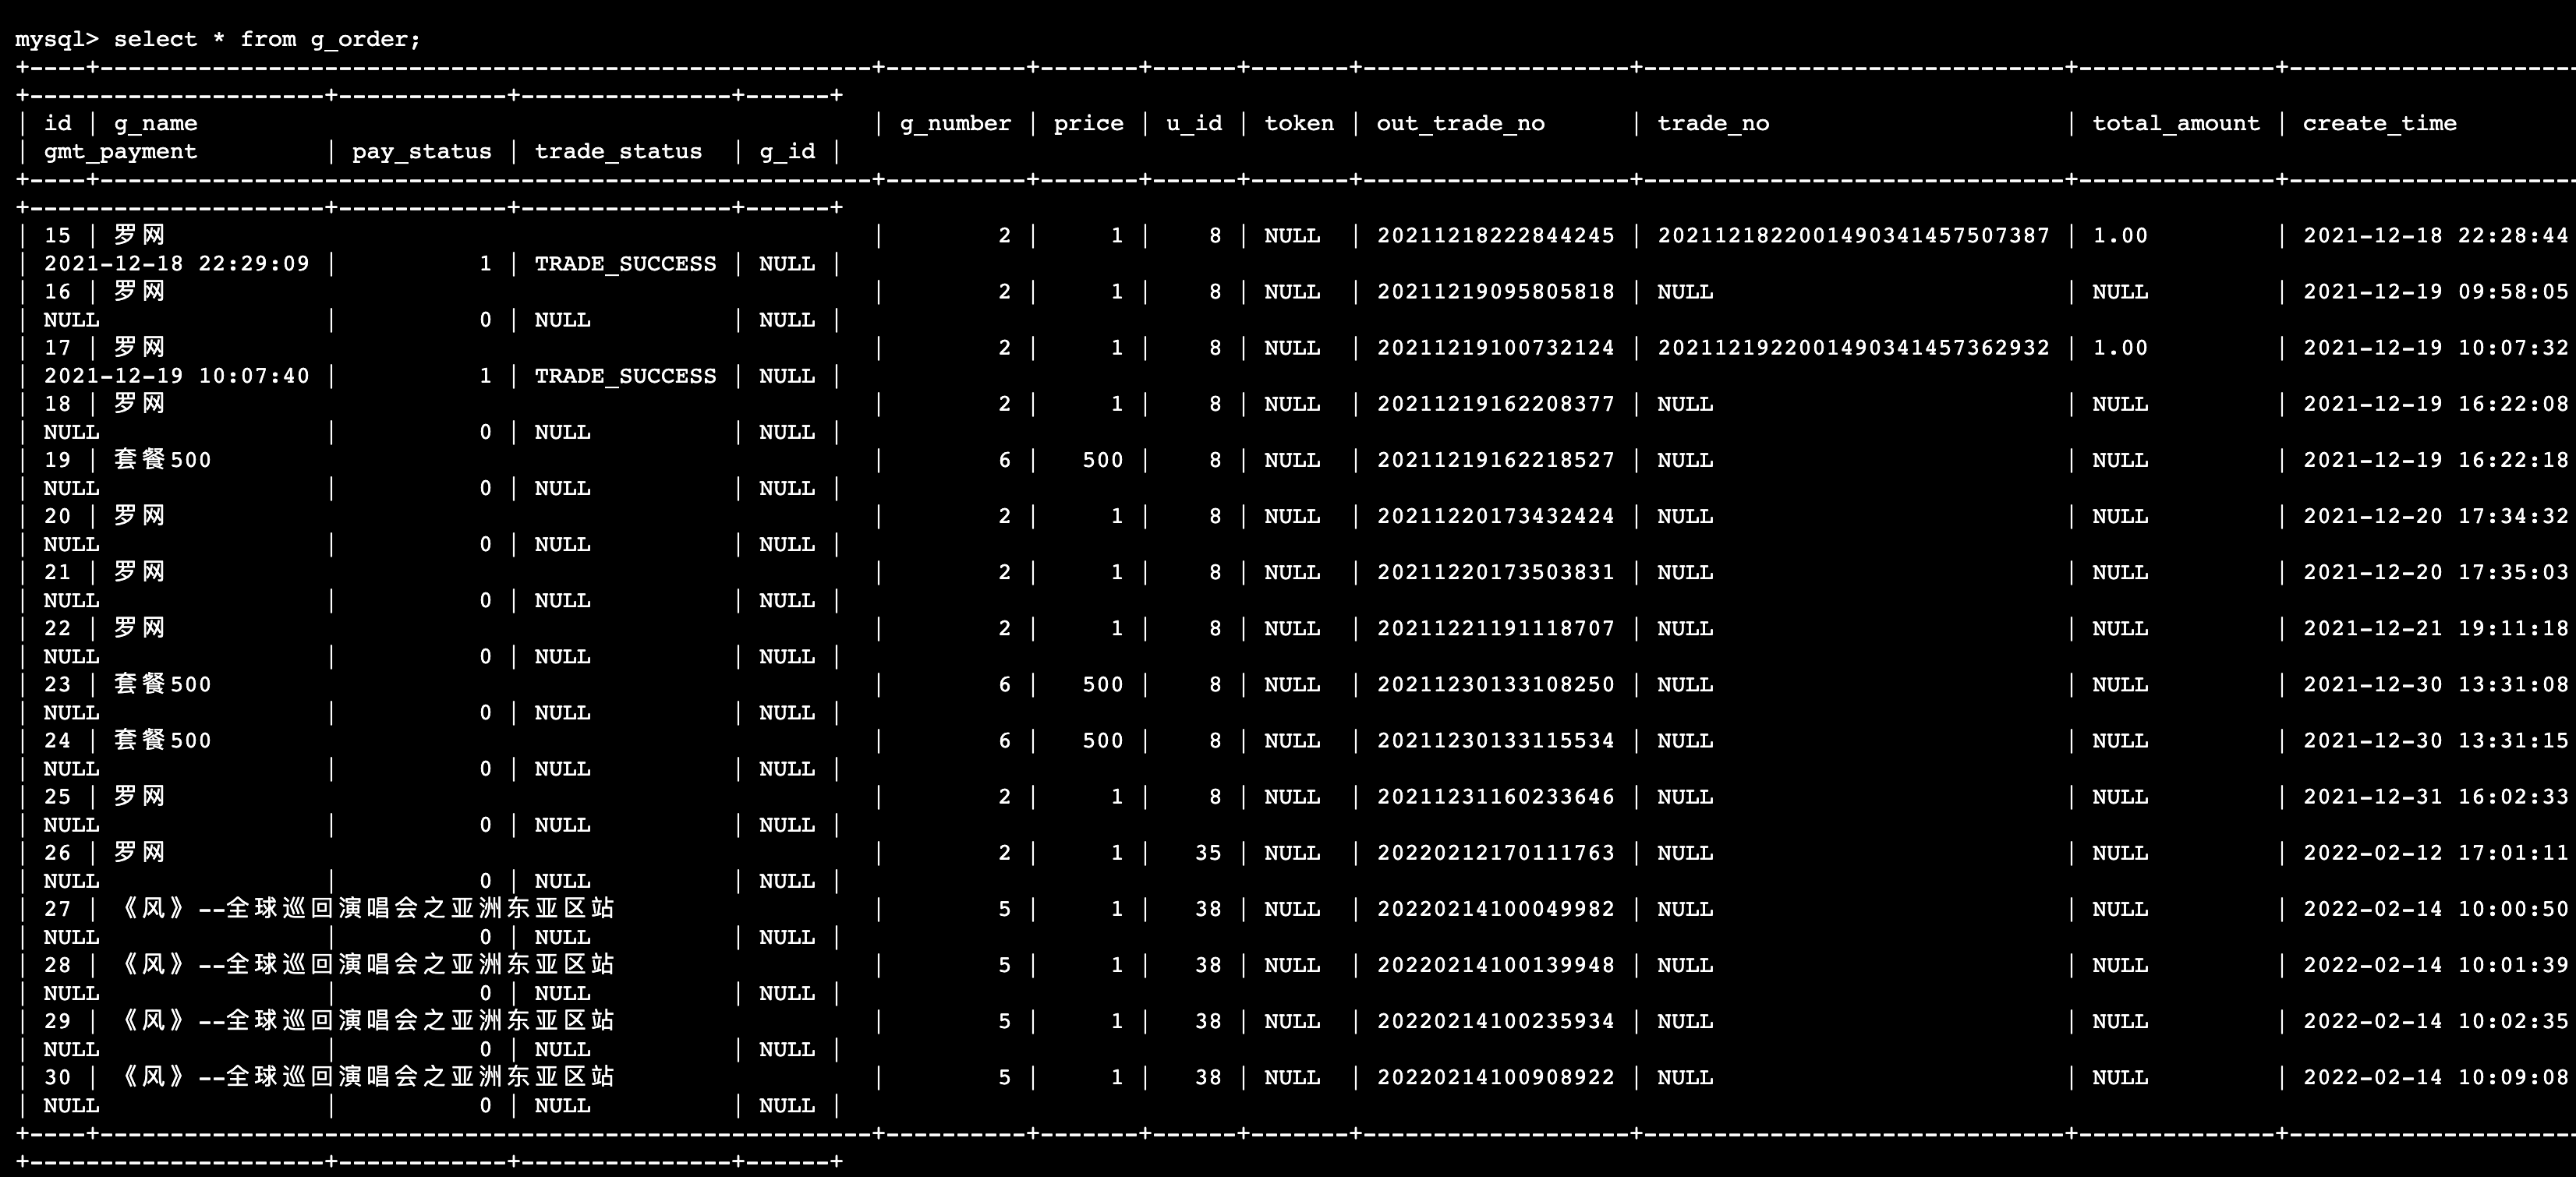 mysql> select * from g_order;
+----+-------------------------------------------------------+----------+-------+------+-------+-------------------+------------------------------+--------------+---------------------
+---------------------+------------+----------------+------+
| id | g_name | g_number | price | u_id | token | out_trade_no | trade_no | total_amount | create_time
| gmt_payment | pay_status | trade_status | g_id |
+----+-------------------------------------------------------+----------+-------+------+-------+-------------------+------------------------------+--------------+---------------------
+---------------------+------------+----------------+------+
| 15 | 罗网 | 2 | 1 | 8 | NULL | 20211218222844245 | 2021121822001490341457507387 | 1.00 | 2021-12-18 22:28:44
| 2021-12-18 22:29:09 | 1 | TRADE_SUCCESS | NULL |
| 16 | 罗网 | 2 | 1 | 8 | NULL | 20211219095805818 | NULL | NULL | 2021-12-19 09:58:05
| NULL | 0 | NULL | NULL |
| 17 | 罗网 | 2 | 1 | 8 | NULL | 20211219100732124 | 2021121922001490341457362932 | 1.00 | 2021-12-19 10:07:32
| 2021-12-19 10:07:40 | 1 | TRADE_SUCCESS | NULL |
| 18 | 罗网 | 2 | 1 | 8 | NULL | 20211219162208377 | NULL | NULL | 2021-12-19 16:22:08
| NULL | 0 | NULL | NULL |
| 19 | 套餐500 | 6 | 500 | 8 | NULL | 20211219162218527 | NULL | NULL | 2021-12-19 16:22:18
| NULL | 0 | NULL | NULL |
| 20 | 罗网 | 2 | 1 | 8 | NULL | 20211220173432424 | NULL | NULL | 2021-12-20 17:34:32
| NULL | 0 | NULL | NULL |
| 21 | 罗网 | 2 | 1 | 8 | NULL | 20211220173503831 | NULL | NULL | 2021-12-20 17:35:03
| NULL | 0 | NULL | NULL |
| 22 | 罗网 | 2 | 1 | 8 | NULL | 20211221191118707 | NULL | NULL | 2021-12-21 19:11:18
| NULL | 0 | NULL | NULL |
| 23 | 套餐500 | 6 | 500 | 8 | NULL | 20211230133108250 | NULL | NULL | 2021-12-30 13:31:08
| NULL | 0 | NULL | NULL |
| 24 | 套餐500 | 6 | 500 | 8 | NULL | 20211230133115534 | NULL | NULL | 2021-12-30 13:31:15
| NULL | 0 | NULL | NULL |
| 25 | 罗网 | 2 | 1 | 8 | NULL | 20211231160233646 | NULL | NULL | 2021-12-31 16:02:33
| NULL | 0 | NULL | NULL |
| 26 | 罗网 | 2 | 1 | 35 | NULL | 20220212170111763 | NULL | NULL | 2022-02-12 17:01:11
| NULL | 0 | NULL | NULL |
| 27 | 《风》--全球巡回演唱会之亚洲东亚区站 | 5 | 1 | 38 | NULL | 20220214100049982 | NULL | NULL | 2022-02-14 10:00:50
| NULL | 0 | NULL | NULL |
| 28 | 《风》--全球巡回演唱会之亚洲东亚区站 | 5 | 1 | 38 | NULL | 20220214100139948 | NULL | NULL | 2022-02-14 10:01:39
| NULL | 0 | NULL | NULL |
| 29 | 《风》--全球巡回演唱会之亚洲东亚区站 | 5 | 1 | 38 | NULL | 20220214100235934 | NULL | NULL | 2022-02-14 10:02:35
| NULL | 0 | NULL | NULL |
| 30 | 《风》--全球巡回演唱会之亚洲东亚区站 | 5 | 1 | 38 | NULL | 20220214100908922 | NULL | NULL | 2022-02-14 10:09:08
| NULL | 0 | NULL | NULL |
+----+-------------------------------------------------------+----------+-------+------+-------+-------------------+------------------------------+--------------+---------------------
+---------------------+------------+----------------+------+